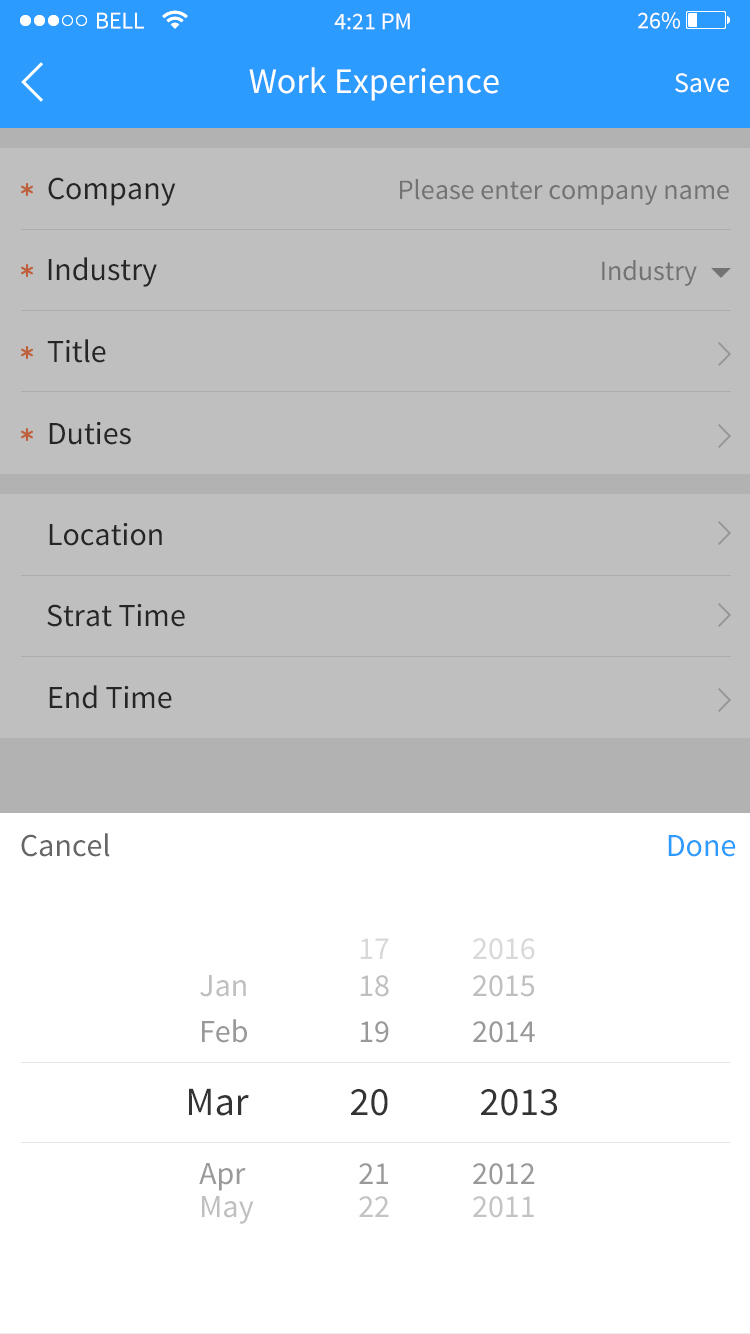 BELL 4:21 PM 26%
Work Experience Save
* Company Please enter company name
* Industry Industry
* Title
* Duties
Location
Strat Time
End Time
Cancel Done
17 2016
Jan 18 2015
Feb 19 2014
Mar 20 2013
Apr 21 2012
May 22 2011